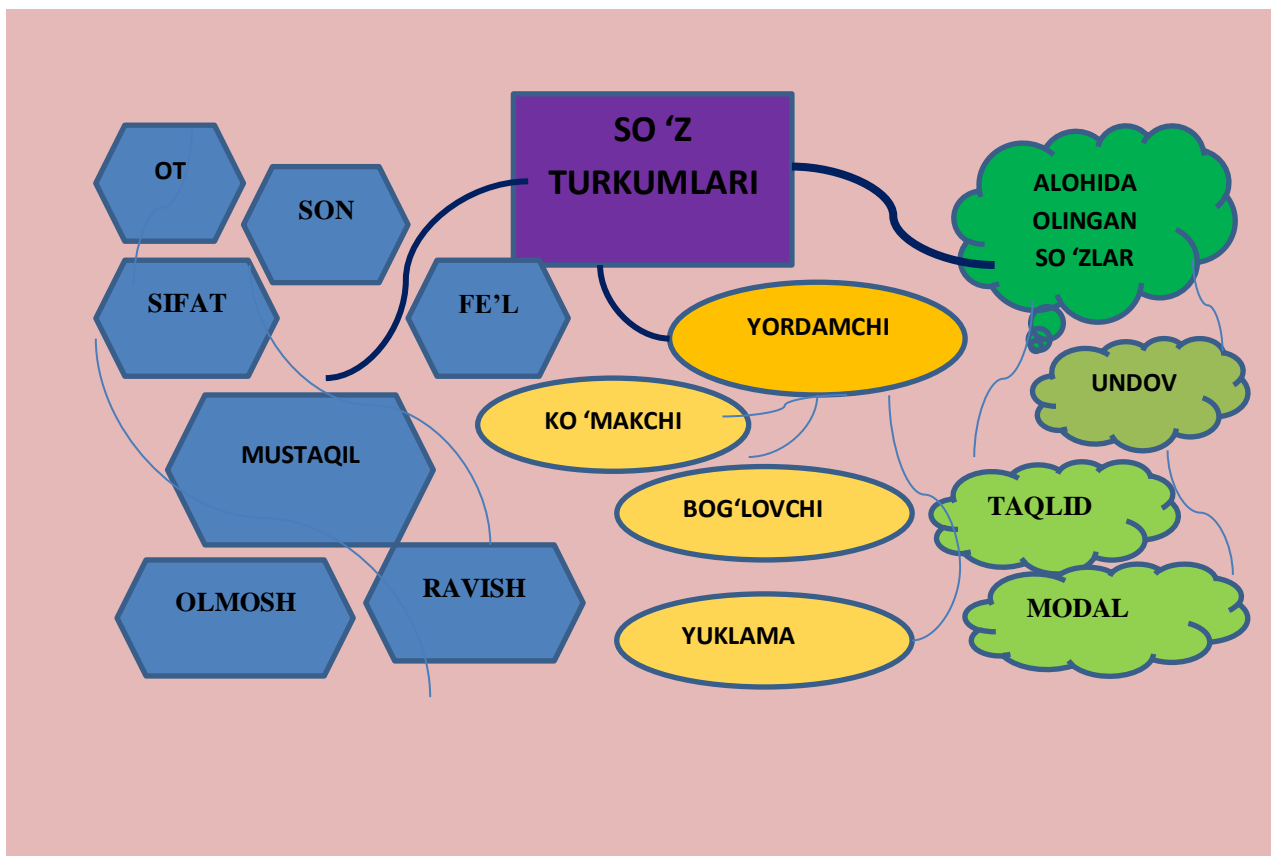 SO ‘Z
TURKUMLARI
OT
SON
SIFAT
FE’L
MUSTAQIL
OLMOSH
RAVISH
YORDAMCHI
KO ‘MAKCHI
BOG‘LOVCHI
YUKLAMA
ALOHIDA
OLINGAN
SO ‘ZLAR
UNDOV
TAQLID
MODAL